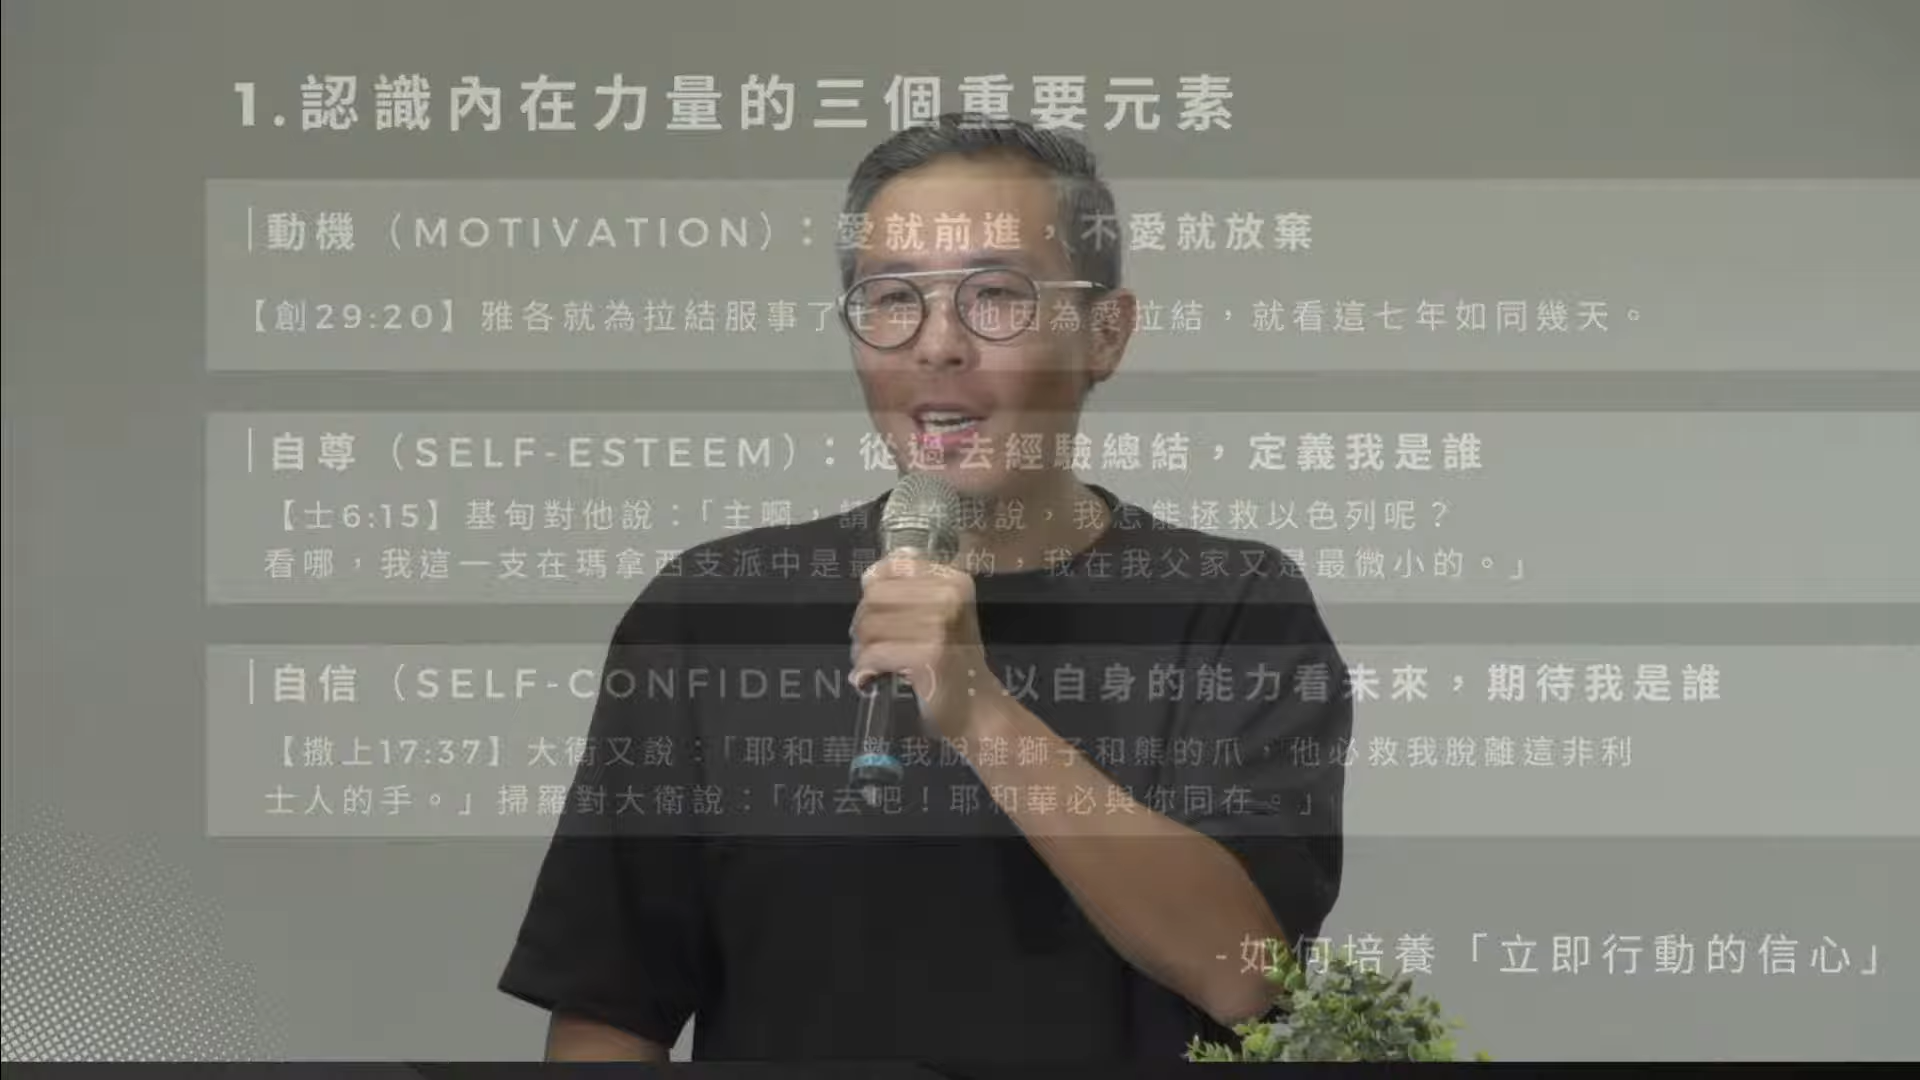 1.認識內在力量的三個重要元素
動機（MOTIVATION）：愛就前進，不愛就放棄
【創29:20】雅各就為拉結服事了七年，他因為愛拉結，就看這七年如同幾天。
自尊（SELF-ESTEEM）：從過去經驗總結，定義我是誰
【士6:15】基甸對他說：「主啊，請容許我說，我怎能拯救以色列呢？
看哪，我這一支在瑪拿西支派中是最貧寒的，我在我父家又是最微小的。」
自信（SELF-CONFIDENCE）：以自身的能力看未來，期待我是誰
【撒上17:37】大衛又說：「耶和華救我脫離獅子和熊的爪，他必救我脫離這非利
士人的手。」掃羅對大衛說：「你去吧！耶和華必與你同在。」
-如何培養「立即行動的信心」